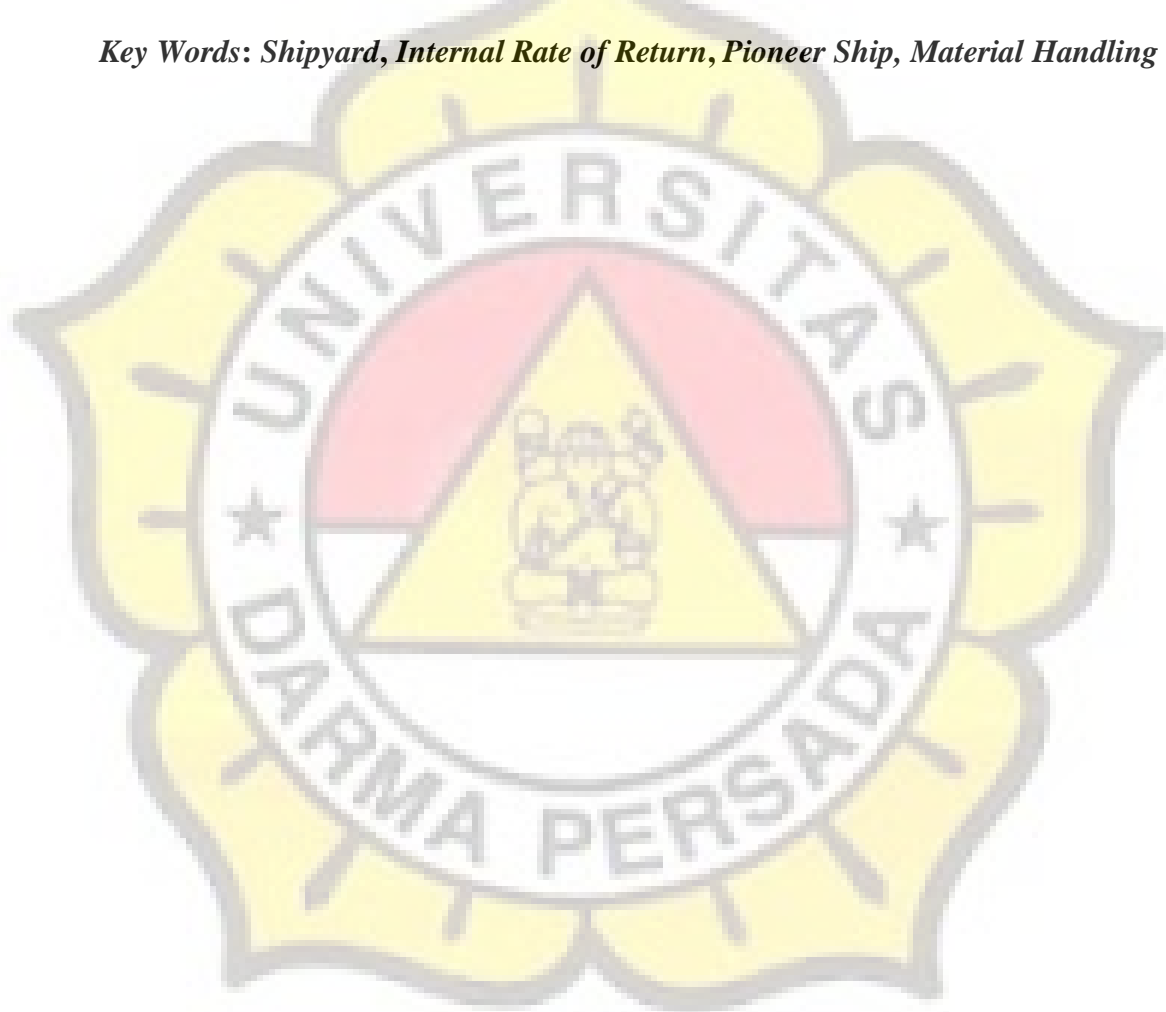 Key Words: Shipyard, Internal Rate of Return, Pioneer Ship, Material Handling
UNIVERSITAS
DARMA PERSADA